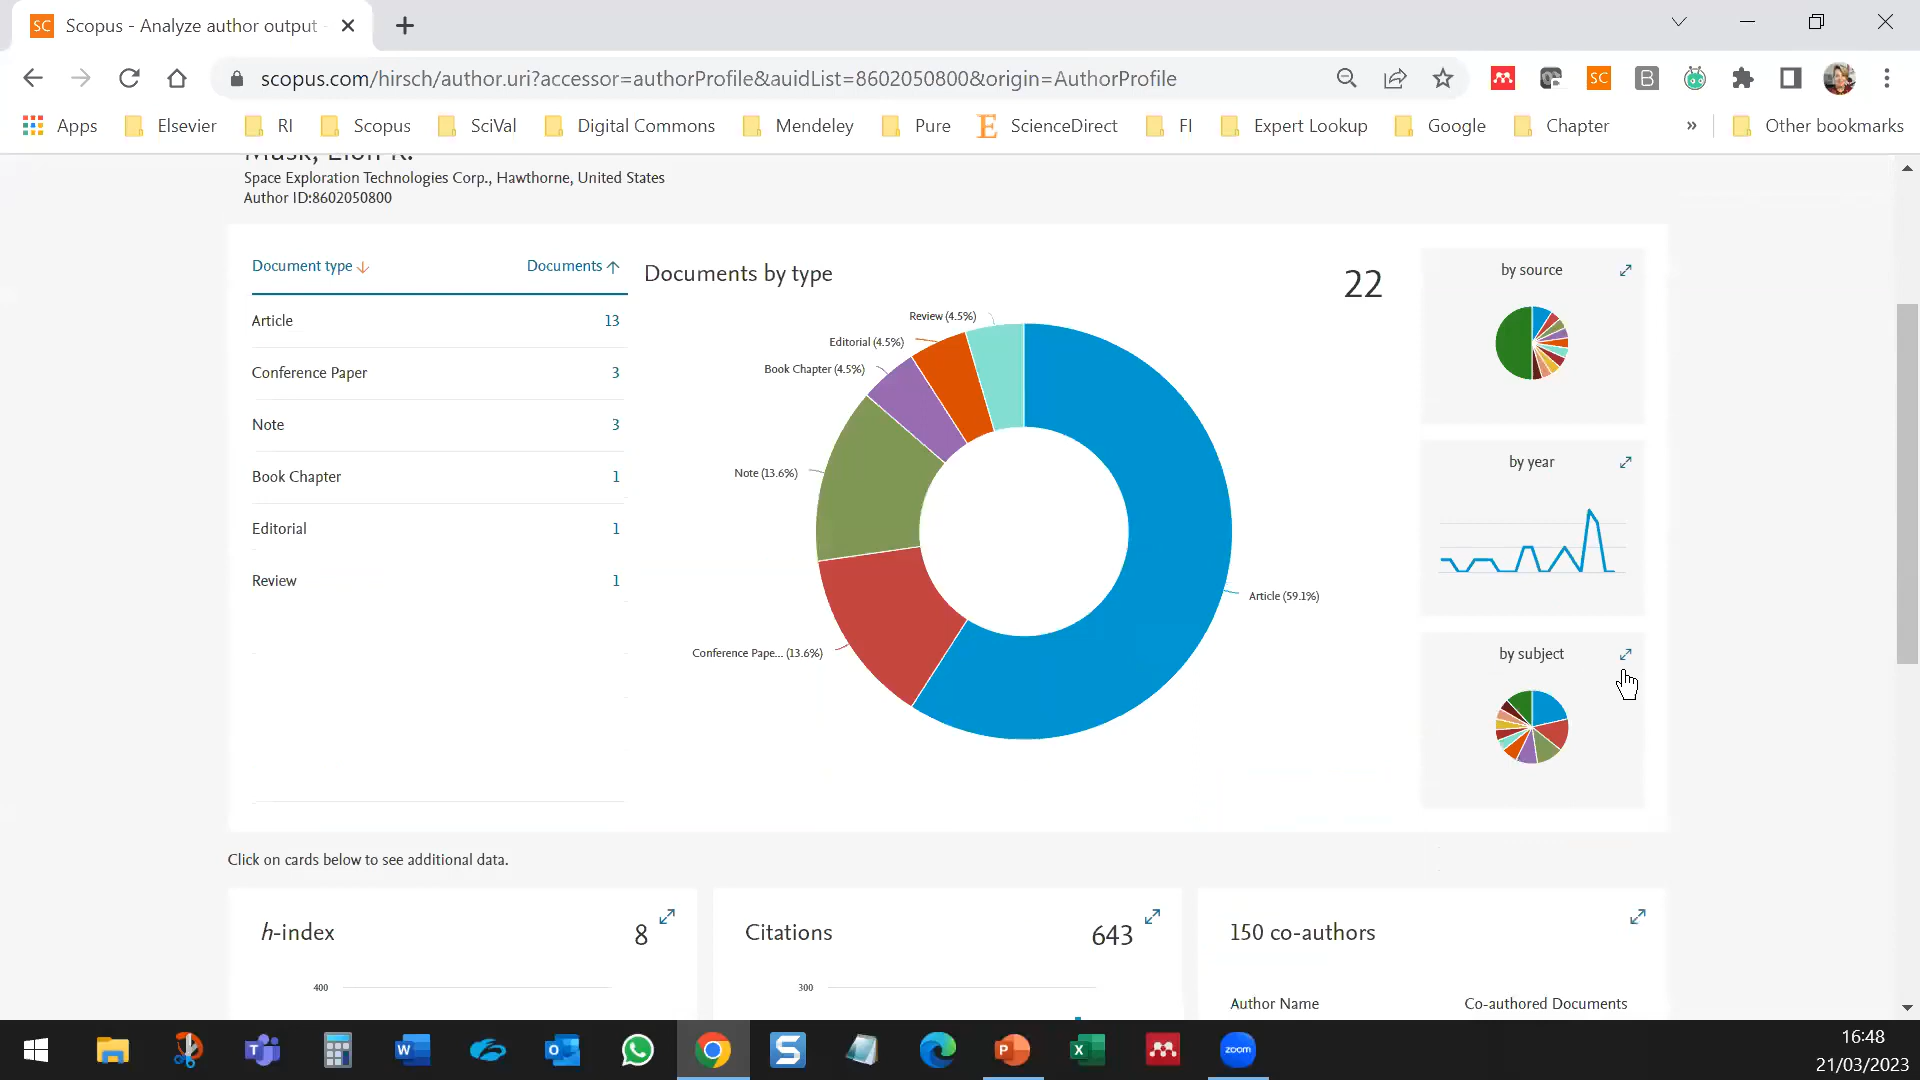 Scopus - Analyze author output
scopus.com/hirsch/author.uri?accessor=authorProfile&auidList=8602050800&origin=AuthorProfile
Apps Elsevier RI Scopus SciVal Digital Commons Mendeley Pure ScienceDirect FI Expert Lookup Google Chapter » Other bookmarks
Musk, Elon R.
Space Exploration Technologies Corp., Hawthorne, United States
Author ID:8602050800
Document type Documents
Article 13
Conference Paper 3
Note 3
Book Chapter 1
Editorial 1
Review 1
Documents by type 22
Review (4.5%)
Editorial (4.5%)
Book Chapter (4.5%)
Note (13.6%)
Article (59.1%)
Conference Pape... (13.6%)
by source
by year
by subject
Click on cards below to see additional data.
h-index 8
400
Citations 643
300
150 co-authors
Author Name Co-authored Documents
zoom
16:48
21/03/2023